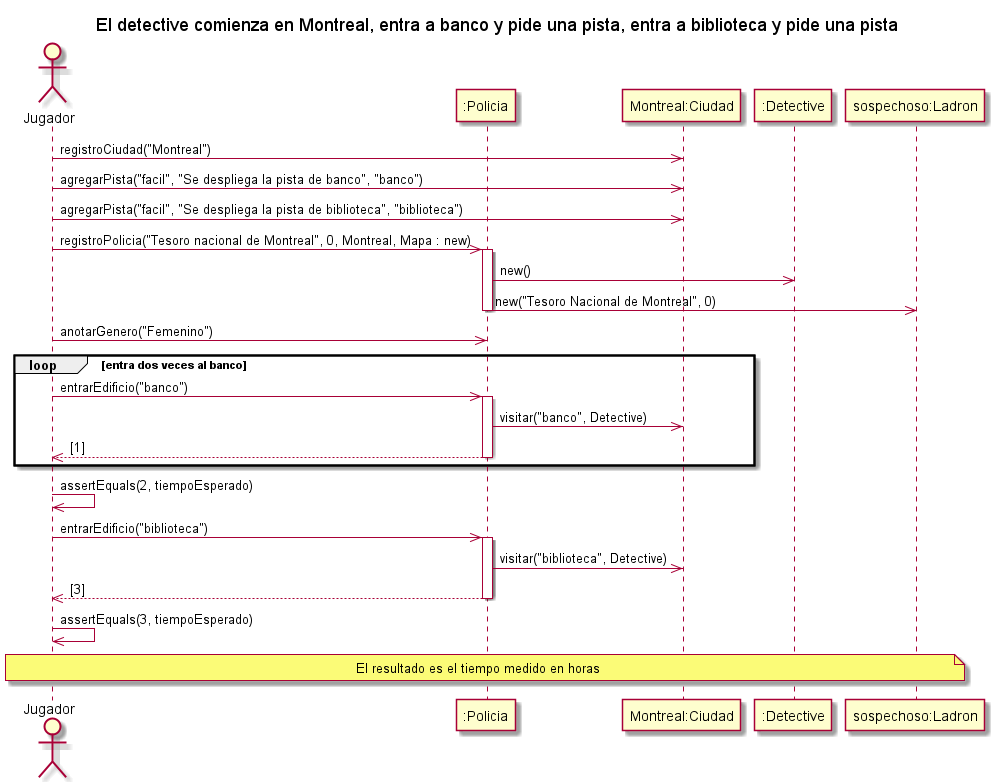 El detective comienza en Montreal, entra a banco y pide una pista, entra a biblioteca y pide una pista
Jugador
:Policia
Montreal:Ciudad
:Detective
sospechoso:Ladron
registroCiudad("Montreal")
agregarPista("facil", "Se despliega la pista de banco", "banco")
agregarPista("facil", "Se despliega la pista de biblioteca", "biblioteca")
registroPolicia("Tesoro nacional de Montreal", 0, Montreal, Mapa : new)
new()
new("Tesoro Nacional de Montreal", 0)
anotarGenero("Femenino")
loop [entra dos veces al banco]
entrarEdificio("banco")
visitar("banco", Detective)
[1]
assertEquals(2, tiempoEsperado)
entrarEdificio("biblioteca")
visitar("biblioteca", Detective)
[3]
assertEquals(3, tiempoEsperado)
El resultado es el tiempo medido en horas
Jugador
:Policia
Montreal:Ciudad
:Detective
sospechoso:Ladron